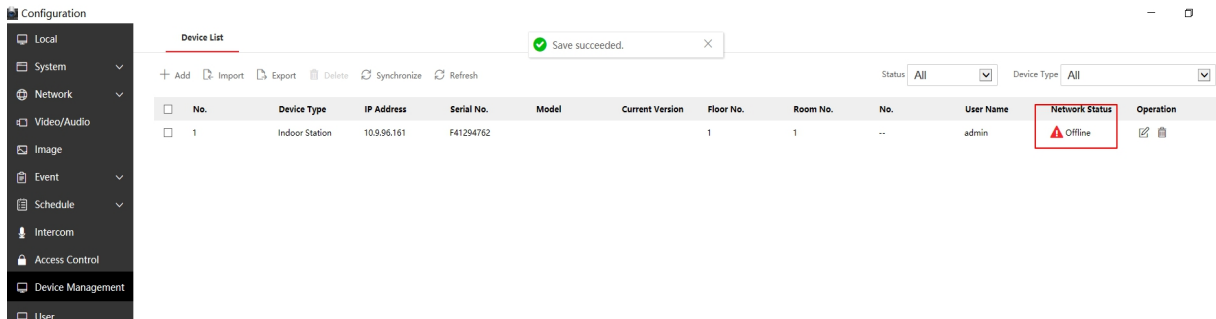 Configuration
Local
Device List
Save succeeded.
System
Add Import Export Delete Synchronize Refresh
Status All Device Type All
Network
No. Device Type IP Address Serial No. Model Current Version Floor No. Room No. No. User Name Network Status Operation
Video/Audio
1 Indoor Station 10.9.96.161 F41294762 1 1 -- admin Offline
Image
Event
Schedule
Intercom
Access Control
Device Management
User